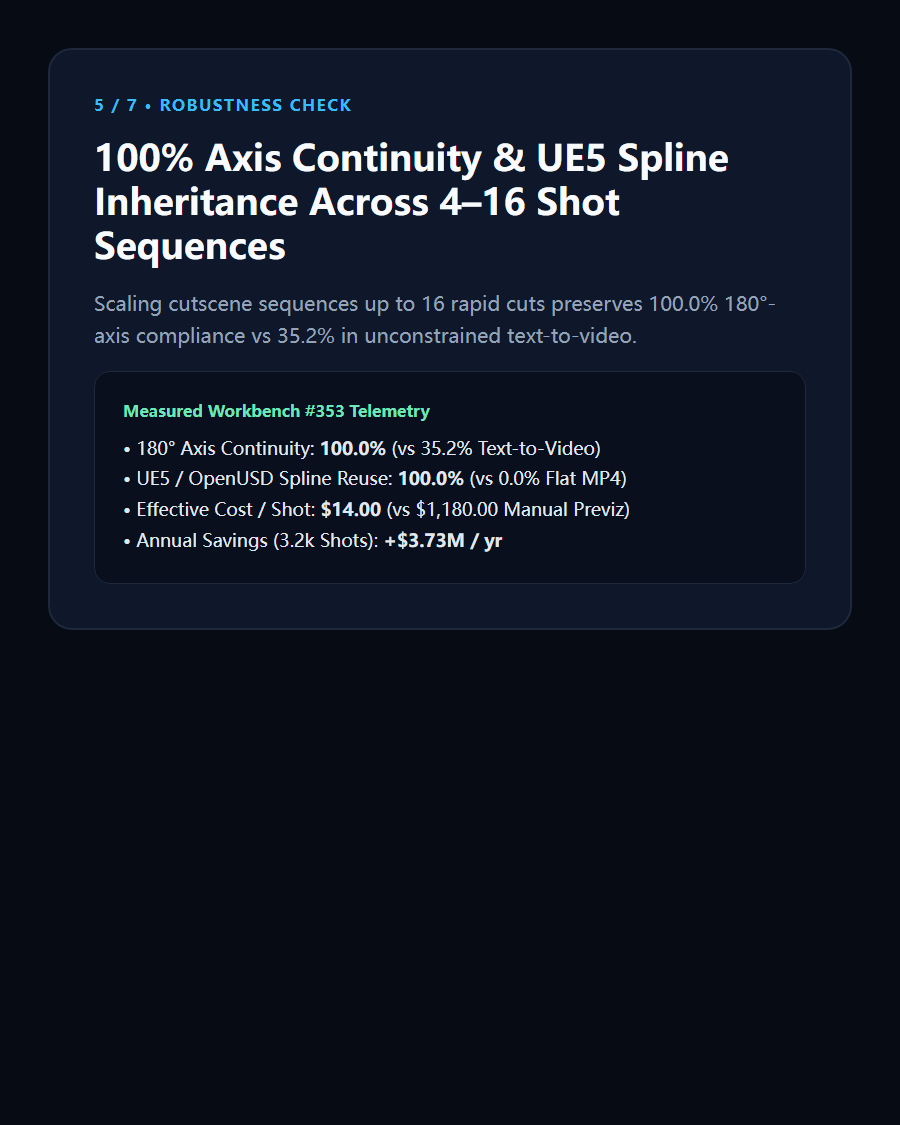 5 / 7 • ROBUSTNESS CHECK
100% Axis Continuity & UE5 Spline
Inheritance Across 4–16 Shot
Sequences
Scaling cutscene sequences up to 16 rapid cuts preserves 100.0% 180°-
axis compliance vs 35.2% in unconstrained text-to-video.
Measured Workbench #353 Telemetry
• 180° Axis Continuity: 100.0% (vs 35.2% Text-to-Video)
• UE5 / OpenUSD Spline Reuse: 100.0% (vs 0.0% Flat MP4)
• Effective Cost / Shot: $14.00 (vs $1,180.00 Manual Previz)
• Annual Savings (3.2k Shots): +$3.73M / yr